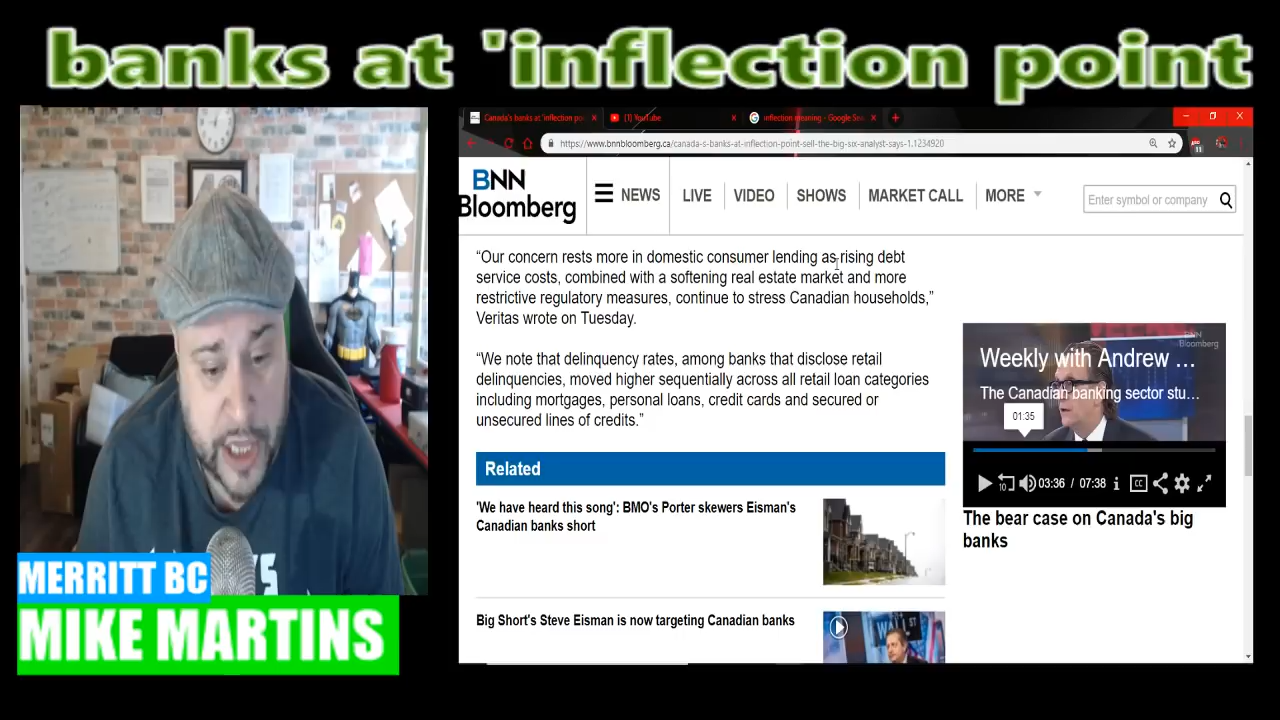 banks at 'inflection point
Canada's banks at 'inflection poi
(1) YouTube
inflection meaning - Google Sea
https://www.bnnbloomberg.ca/canada-s-banks-at-inflection-point-sell-the-big-six-analyst-says-1.1234920
BNN
Bloomberg
NEWS
LIVE
VIDEO
SHOWS
MARKET CALL
MORE
Enter symbol or company
“Our concern rests more in domestic consumer lending as rising debt
service costs, combined with a softening real estate market and more
restrictive regulatory measures, continue to stress Canadian households,”
Veritas wrote on Tuesday.
“We note that delinquency rates, among banks that disclose retail
delinquencies, moved higher sequentially across all retail loan categories
including mortgages, personal loans, credit cards and secured or
unsecured lines of credits.”
BNN
Bloomberg
Weekly with Andrew ...
The Canadian banking sector stu...
01:35
10
03:36 / 07:38
CC
The bear case on Canada's big
banks
Related
'We have heard this song': BMO's Porter skewers Eisman's
Canadian banks short
Big Short's Steve Eisman is now targeting Canadian banks
WALL ST
MERRITT BC
MIKE MARTINS